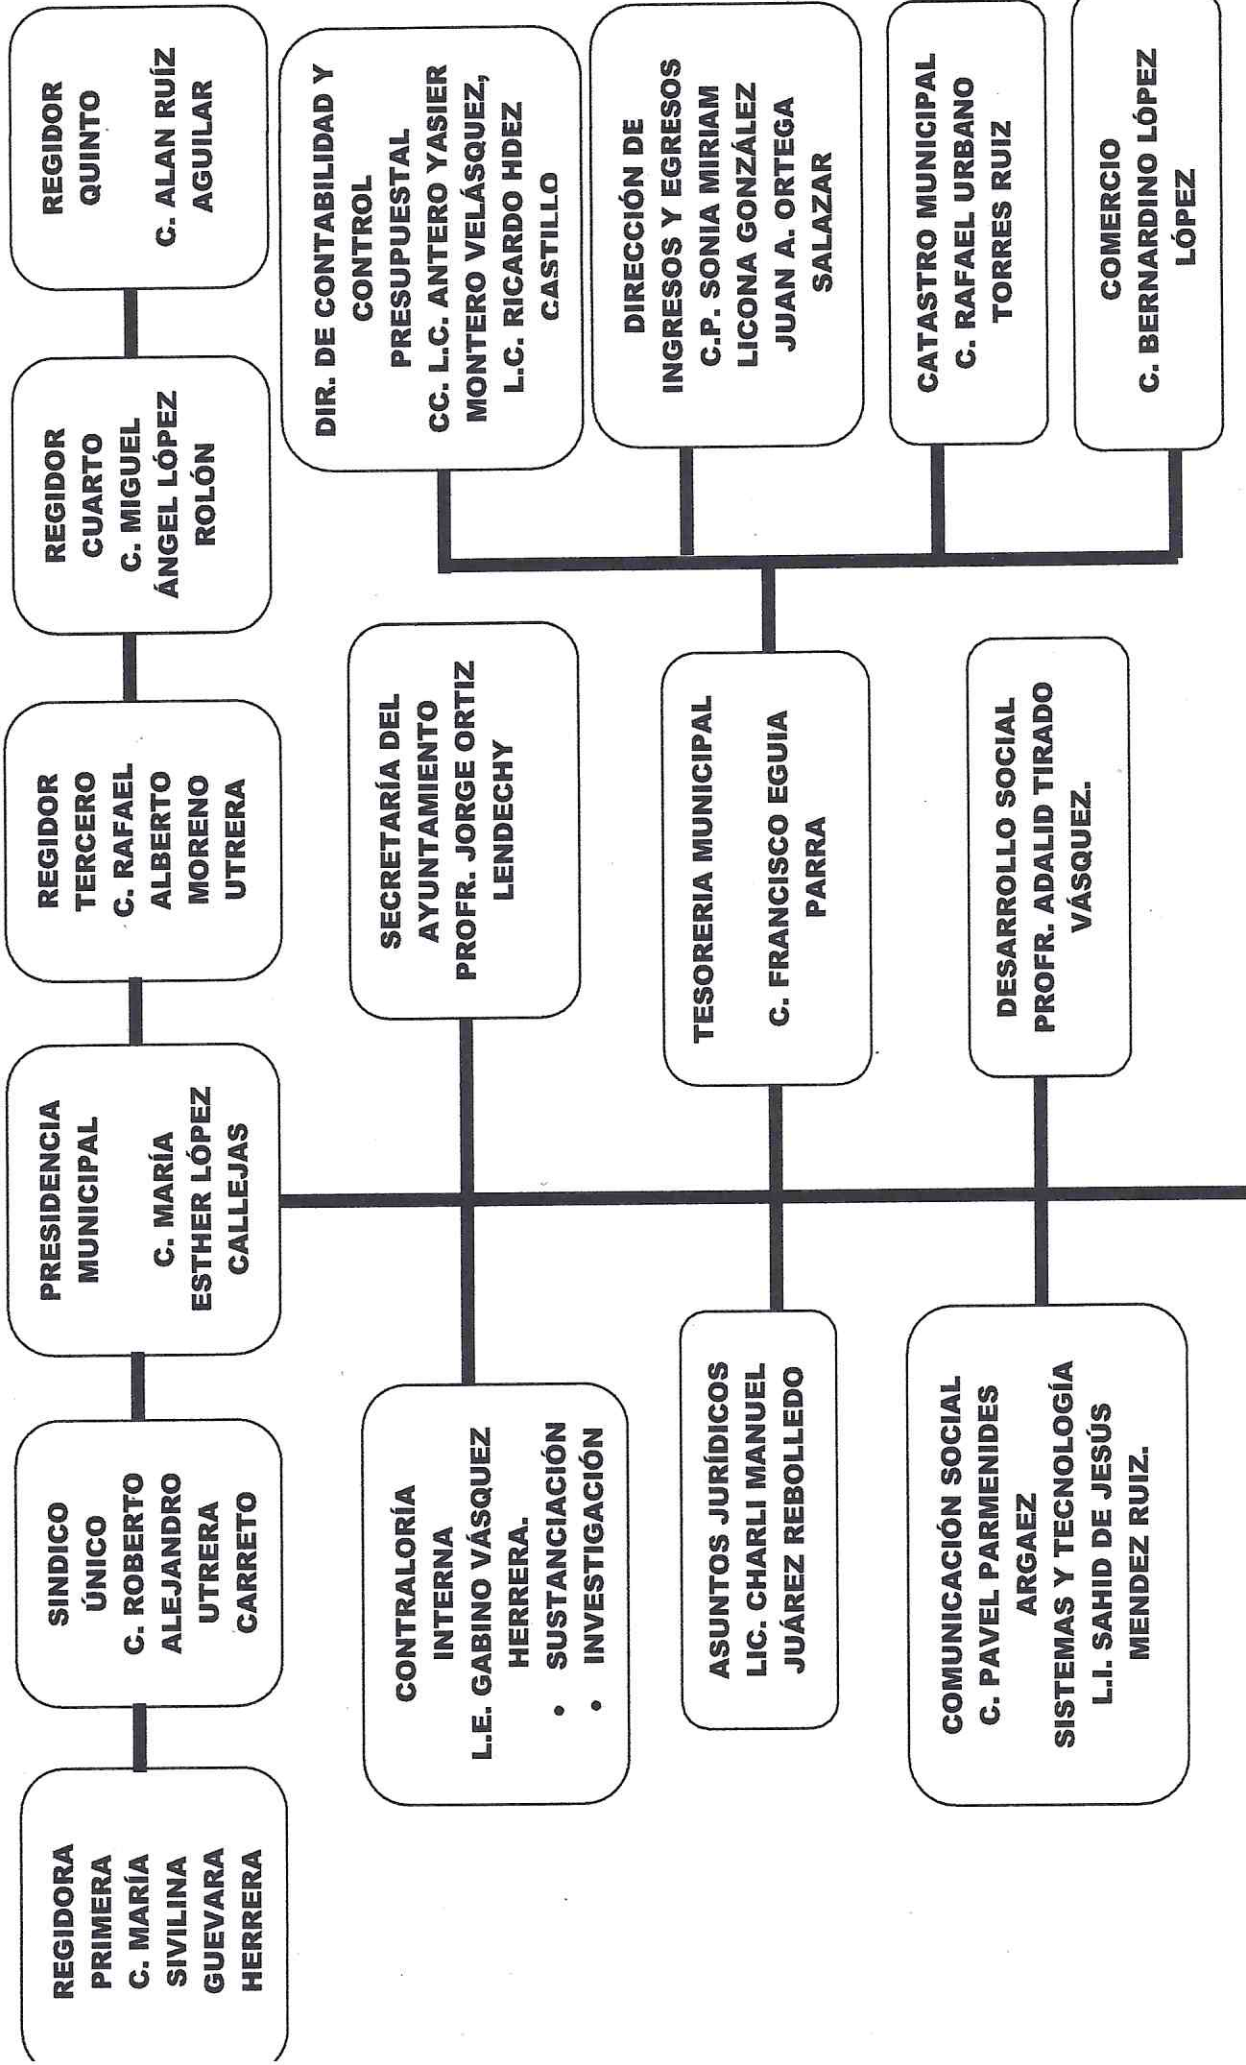 REGIDORA
PRIMERA
C. MARÍA
SIVILINA
GUEVARA
HERRERA
SINDICO
ÚNICO
C. ROBERTO
ALEJANDRO
UTRERA
CARRETO
PRESIDENCIA
MUNICIPAL
C. MARÍA
ESTHER LÓPEZ
CALLEJAS
REGIDOR
TERCERO
C. RAFAEL
ALBERTO
MORENO
UTRERA
REGIDOR
CUARTO
C. MIGUEL
ÁNGEL LÓPEZ
ROLÓN
REGIDOR
QUINTO
C. ALAN RUÍZ
AGUILAR
CONTRALORÍA
INTERNA
L.E. GABINO VÁSQUEZ
HERRERA.
• SUSTANCIACIÓN
• INVESTIGACIÓN
SECRETARÍA DEL
AYUNTAMIENTO
PROFR. JORGE ORTIZ
LENDECHY
DIR. DE CONTABILIDAD Y
CONTROL
PRESUPUESTAL
CC. L.C. ANTERO YASIER
MONTERO VELÁSQUEZ,
L.C. RICARDO HDEZ
CASTILLO
ASUNTOS JURÍDICOS
LIC. CHARLI MANUEL
JUÁREZ REBOLLEDO
TESORERIA MUNICIPAL
C. FRANCISCO EGUIA
PARRA
DIRECCIÓN DE
INGRESOS Y EGRESOS
C.P. SONIA MIRIAM
LICONA GONZÁLEZ
JUAN A. ORTEGA
SALAZAR
CATASTRO MUNICIPAL
C. RAFAEL URBANO
TORRES RUIZ
COMUNICACIÓN SOCIAL
C. PAVEL PARMENIDES
ARGAEZ
SISTEMAS Y TECNOLOGÍA
L.I. SAHID DE JESÚS
MENDEZ RUIZ.
DESARROLLO SOCIAL
PROFR. ADALID TIRADO
VÁSQUEZ.
COMERCIO
C. BERNARDINO LÓPEZ
LÓPEZ